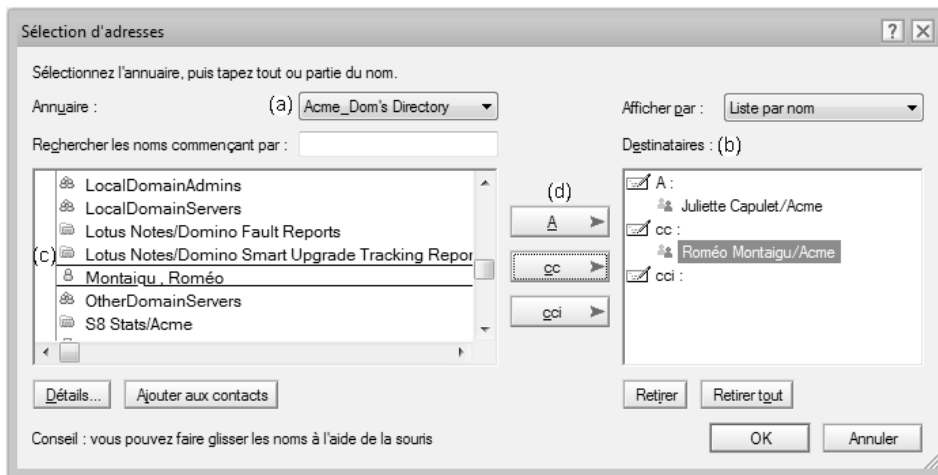 Sélection d'adresses
Sélectionnez l'annuaire, puis tapez tout ou partie du nom.
Annuaire : (a) Acme_Dom's Directory
Afficher par : Liste par nom
Rechercher les noms commençant par :
Destinataires : (b)
LocalDomainAdmins
LocalDomainServers
Lotus Notes/Domino Fault Reports
(c) Lotus Notes/Domino Smart Upgrade Tracking Repor
Montaigu , Roméo
OtherDomainServers
S8 Stats/Acme
(d)
A
cc
cci
A :
Juliette Capulet/Acme
cc :
Roméo Montaigu/Acme
cci :
Détails... Ajouter aux contacts
Retirer Retirer tout
Conseil : vous pouvez faire glisser les noms à l'aide de la souris
OK Annuler